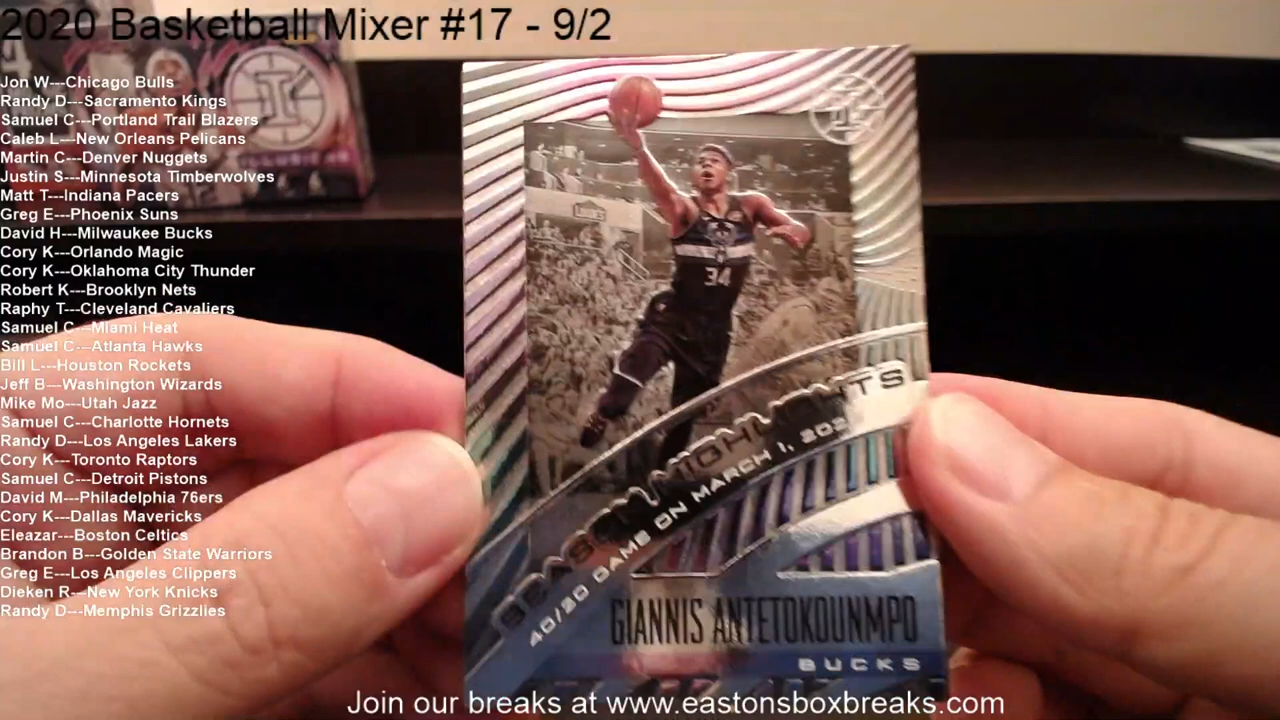 2020 Basketball Mixer #17 - 9/2
Jon W---Chicago Bulls
Randy D---Sacramento Kings
Samuel C---Portland Trail Blazers
Caleb L---New Orleans Pelicans
Martin C---Denver Nuggets
Justin S---Minnesota Timberwolves
Matt T---Indiana Pacers
Greg E---Phoenix Suns
David H---Milwaukee Bucks
Cory K---Orlando Magic
Cory K---Oklahoma City Thunder
Robert K---Brooklyn Nets
Raphy T---Cleveland Cavaliers
Samuel C---Miami Heat
Samuel C---Atlanta Hawks
Bill L---Houston Rockets
Jeff B---Washington Wizards
Mike Mo---Utah Jazz
Samuel C---Charlotte Hornets
Randy D---Los Angeles Lakers
Cory K---Toronto Raptors
Samuel C---Detroit Pistons
David M---Philadelphia 76ers
Cory K---Dallas Mavericks
Eleazar---Boston Celtics
Brandon B---Golden State Warriors
Greg E---Los Angeles Clippers
Dieken R---New York Knicks
Randy D---Memphis Grizzlies
34
SEASON HIGHLIGHTS
40/20 GAME ON MARCH 1,
GIANNIS ANTETOKOUNMPO
BUCKS
Join our breaks at www.eastonsboxbreaks.com